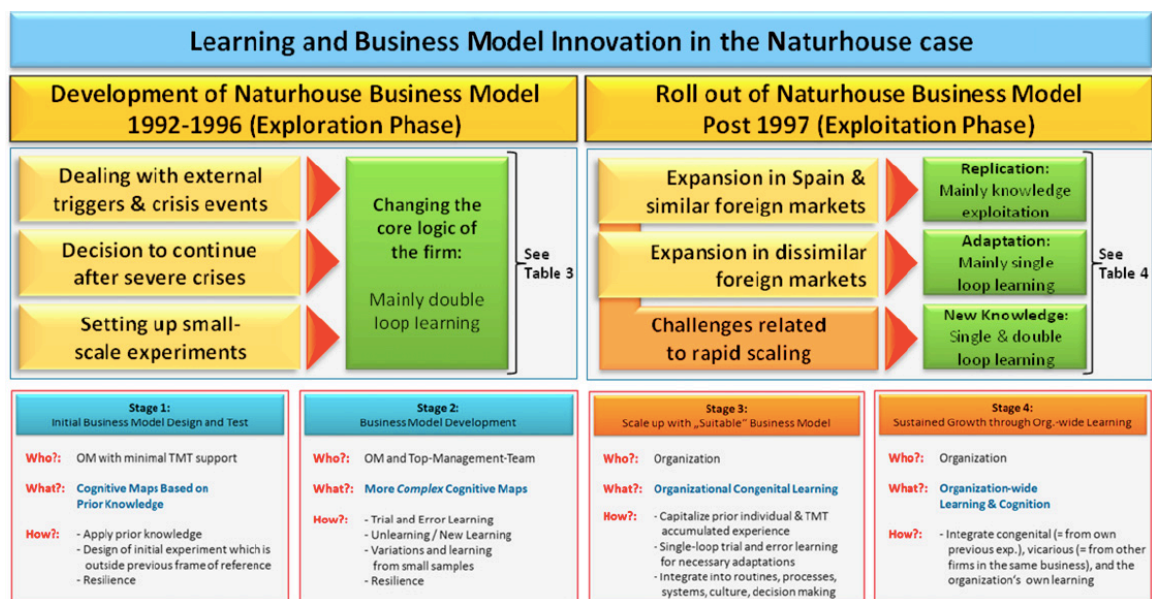 Learning and Business Model Innovation in the Naturhouse case
Development of Naturhouse Business Model
1992-1996 (Exploration Phase)
Dealing with external
triggers & crisis events
Decision to continue
after severe crises
Setting up small-
scale experiments
Changing the
core logic of
the firm:
Mainly double
loop learning
See
Table 3
Roll out of Naturhouse Business Model
Post 1997 (Exploitation Phase)
Expansion in Spain &
similar foreign markets
Expansion in dissimilar
foreign markets
Challenges related
to rapid scaling
Replication:
Mainly knowledge
exploitation
Adaptation:
Mainly single
loop learning
New Knowledge:
Single & double
loop learning
See
Table 4
Stage 1:
Initial Business Model Design and Test
Who?: OM with minimal TMT support
What?: Cognitive Maps Based on
Prior Knowledge
How?: - Apply prior knowledge
- Design of initial experiment which is
outside previous frame of reference
- Resilience
Stage 2:
Business Model Development
Who?: OM and Top-Management-Team
What?: More Complex Cognitive Maps
How?: - Trial and Error Learning
- Unlearning / New Learning
- Variations and learning
from small samples
- Resilience
Stage 3:
Scale up with „Suitable" Business Model
Who?: Organization
What?: Organizational Congenital Learning
How?: - Capitalize prior individual & TMT
accumulated experience
- Single-loop trial and error learning
for necessary adaptations
- Integrate into routines, processes,
systems, culture, decision making
Stage 4:
Sustained Growth through Org.-wide Learning
Who?: Organization
What?: Organization-wide
Learning & Cognition
How?: - Integrate congenital (= from own
previous exp.), vicarious (= from other
firms in the same business), and the
organization's own learning